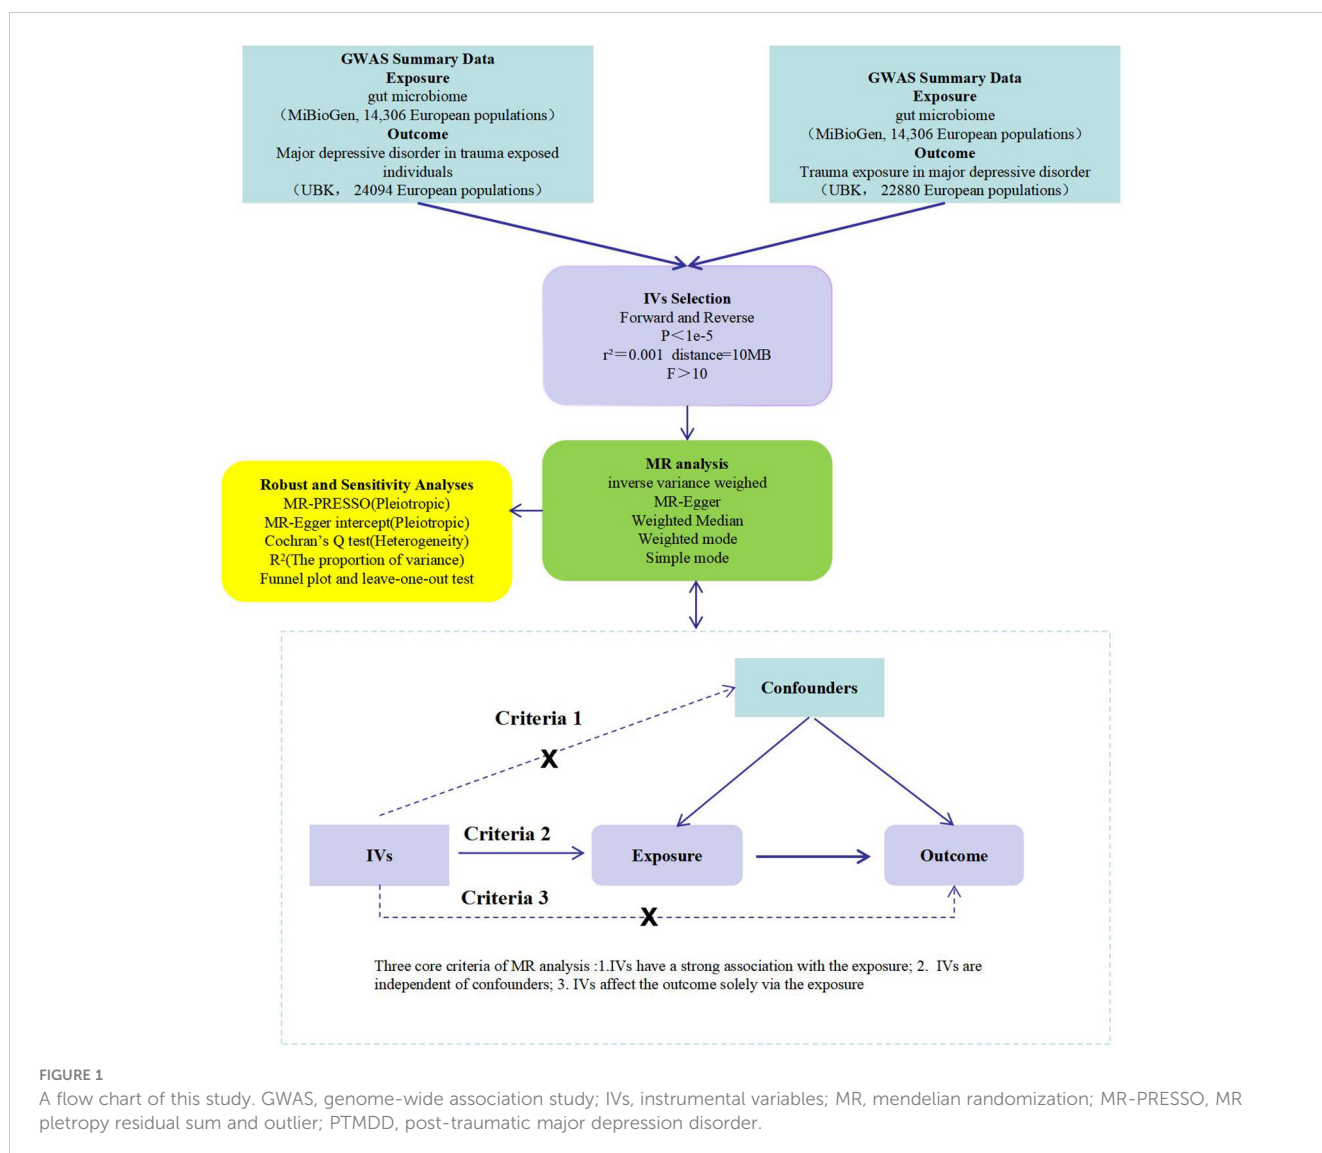 GWAS Summary Data
Exposure
gut microbiome
（MiBioGen, 14,306 European populations）
Outcome
Major depressive disorder in trauma exposed
individuals
（UBK， 24094 European populations）
GWAS Summary Data
Exposure
gut microbiome
（MiBioGen, 14,306 European populations）
Outcome
Trauma exposure in major depressive disorder
（UBK， 22880 European populations）
IVs Selection
Forward and Reverse
P＜1e-5
r²＝0.001 distance=10MB
F＞10
MR analysis
inverse variance weighed
MR-Egger
Weighted Median
Weighted mode
Simple mode
Robust and Sensitivity Analyses
MR-PRESSO(Pleiotropic)
MR-Egger intercept(Pleiotropic)
Cochran’s Q test(Heterogeneity)
R²(The proportion of variance)
Funnel plot and leave-one-out test
Confounders
Criteria 1
X
Criteria 2
IVs
Exposure
Outcome
Criteria 3
X
Three core criteria of MR analysis :1.IVs have a strong association with the exposure; 2. IVs are
independent of confounders; 3. IVs affect the outcome solely via the exposure
FIGURE 1
A flow chart of this study. GWAS, genome-wide association study; IVs, instrumental variables; MR, mendelian randomization; MR-PRESSO, MR
pletropy residual sum and outlier; PTMDD, post-traumatic major depression disorder.